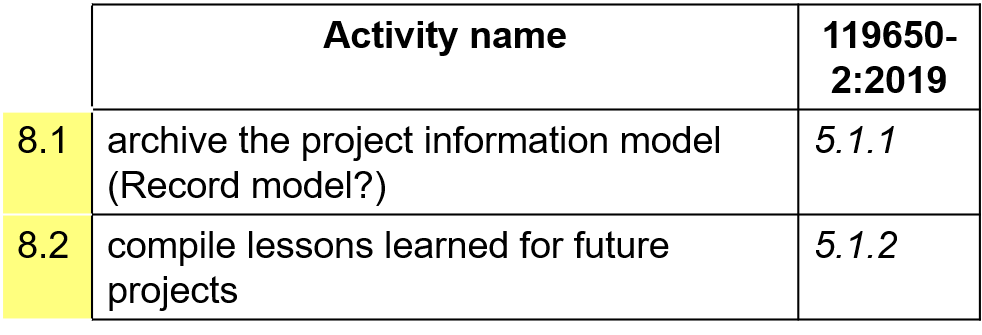 Activity name
119650-
2:2019
8.1
archive the project information model
(Record model?)
5.1.1
8.2
compile lessons learned for future
projects
5.1.2